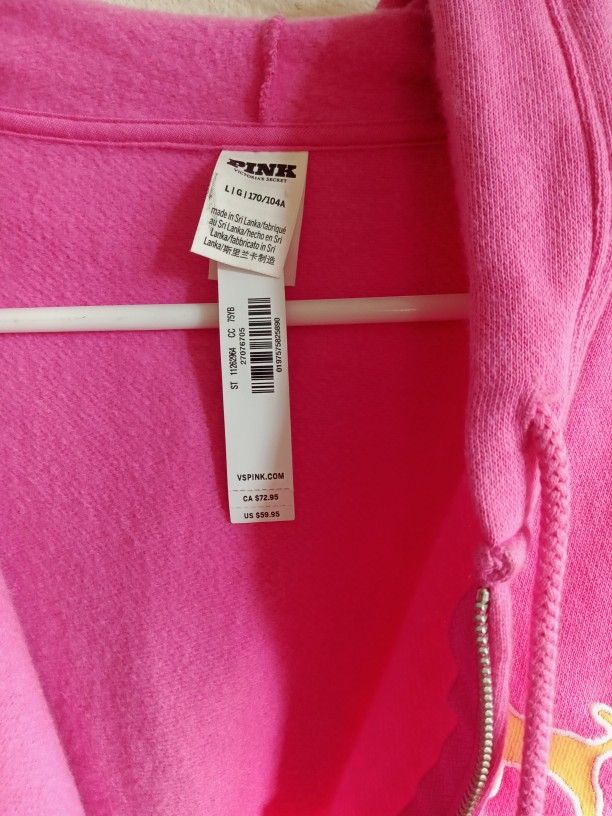 PINK
VICTORIA'S SECRET
L | G | 170/104A
made in Sri Lanka/fabriqué
au Sri Lanka/hecho en Sri
Lanka/fabbricato in Sri
Lanka/斯里兰卡制造
ST 11262964 CC 75YB
27076705
0197575825890
VSPINK.COM
CA $72.95
US $59.95